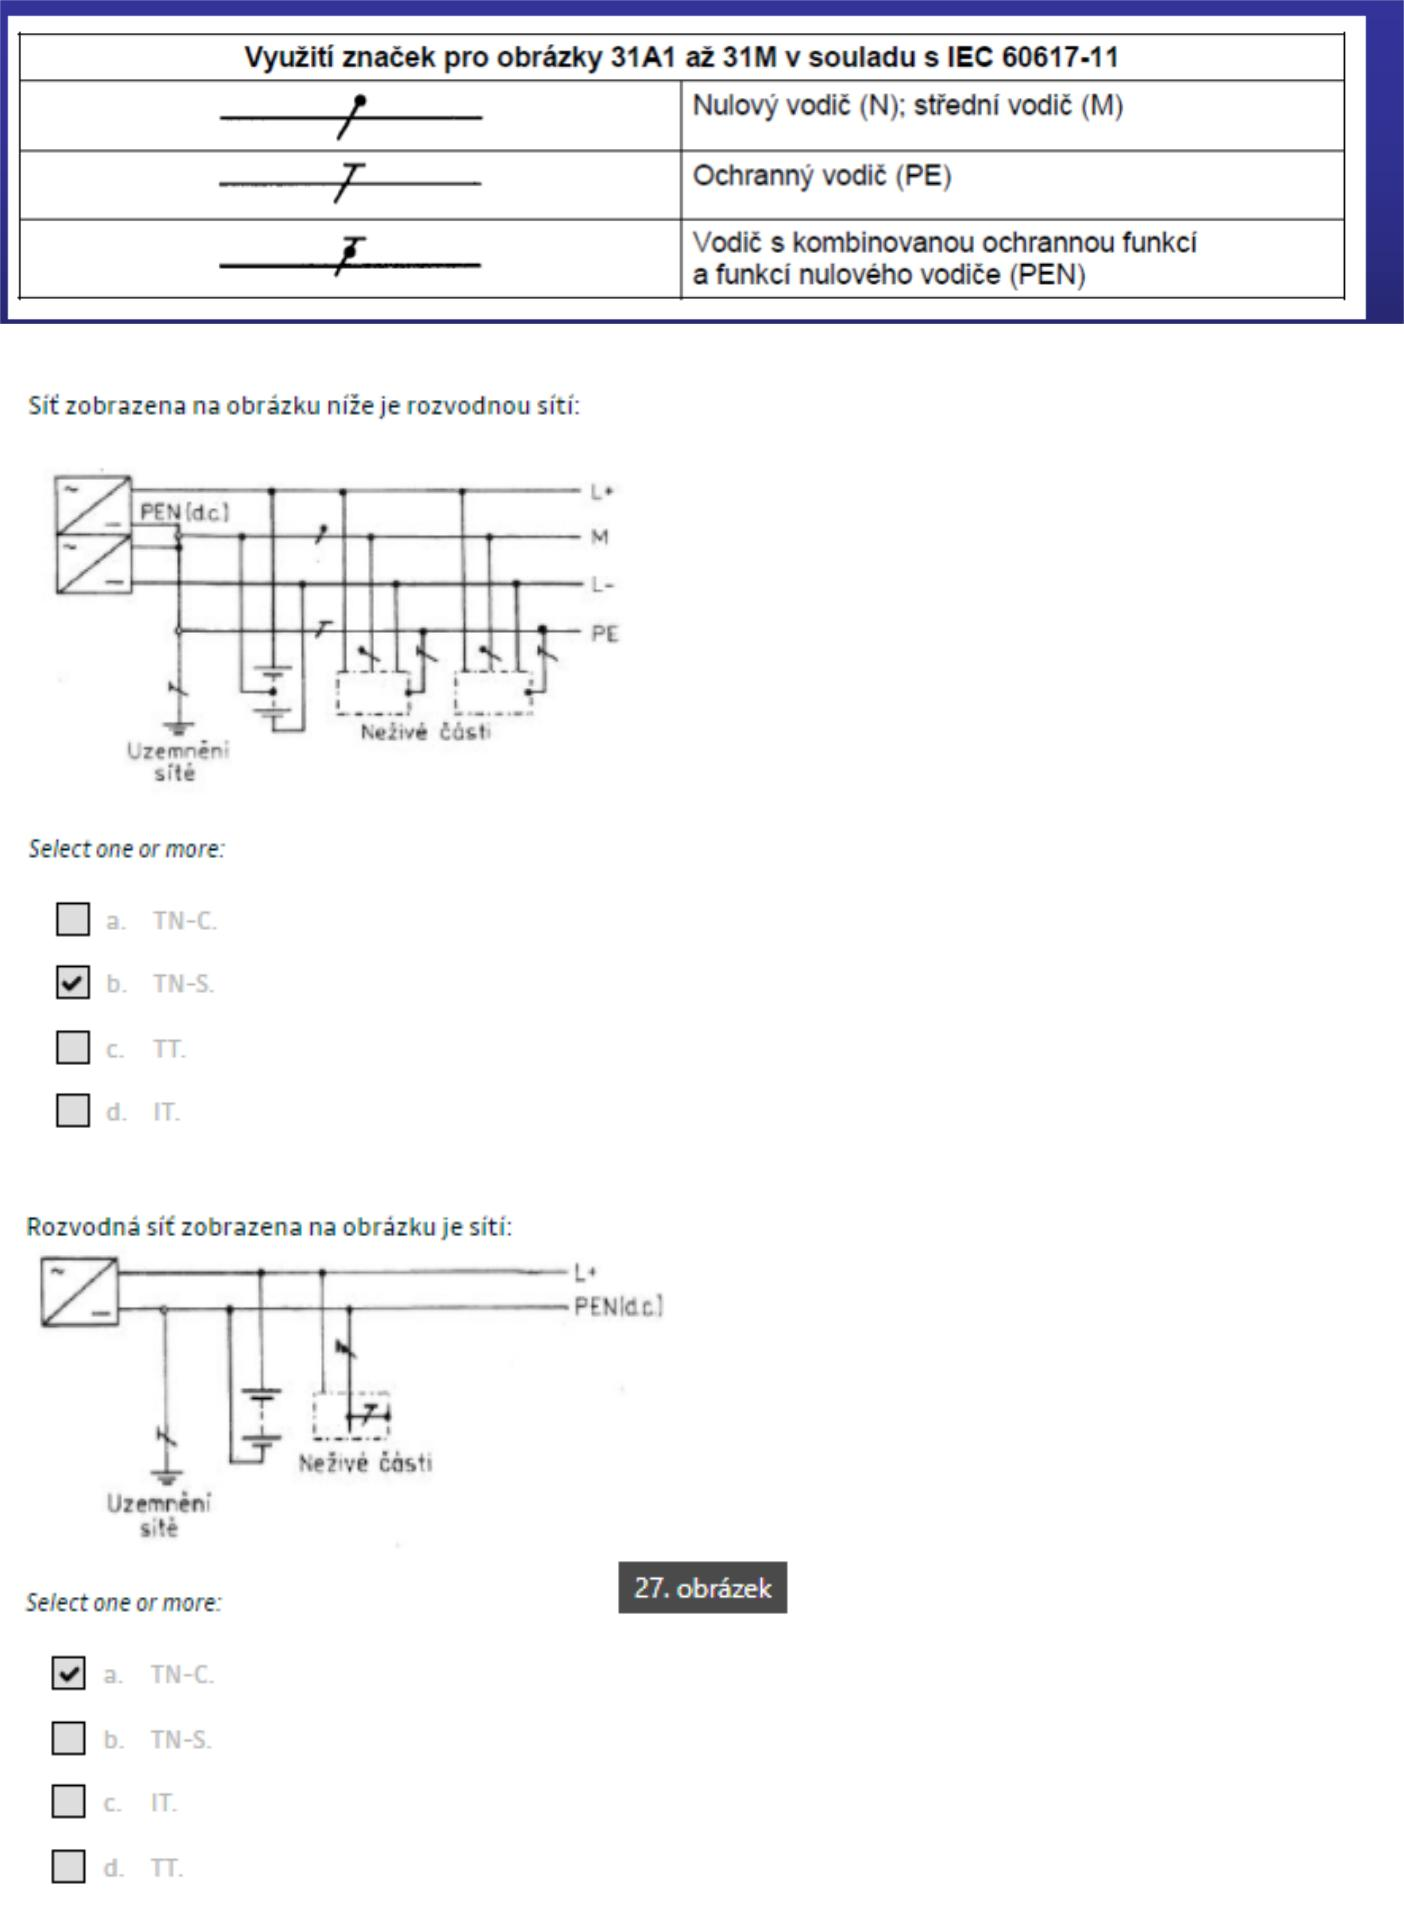 Využití značek pro obrázky 31A1 až 31M v souladu s IEC 60617-11
Nulový vodič (N); střední vodič (M)
Ochranný vodič (PE)
Vodič s kombinovanou ochrannou funkcí
a funkcí nulového vodiče (PEN)
Síť zobrazena na obrázku níže je rozvodnou sítí:
L+
PEN(d.c.)
M
L-
PE
Neživé části
Uzemnění
sítě
Select one or more:
a. TN-C.
b. TN-S.
c. TT.
d. IT.
Rozvodná síť zobrazena na obrázku je sítí:
L+
PEN(d.c.)
Neživé části
Uzemnění
sítě
27. obrázek
Select one or more:
a. TN-C.
b. TN-S.
c. IT.
d. TT.